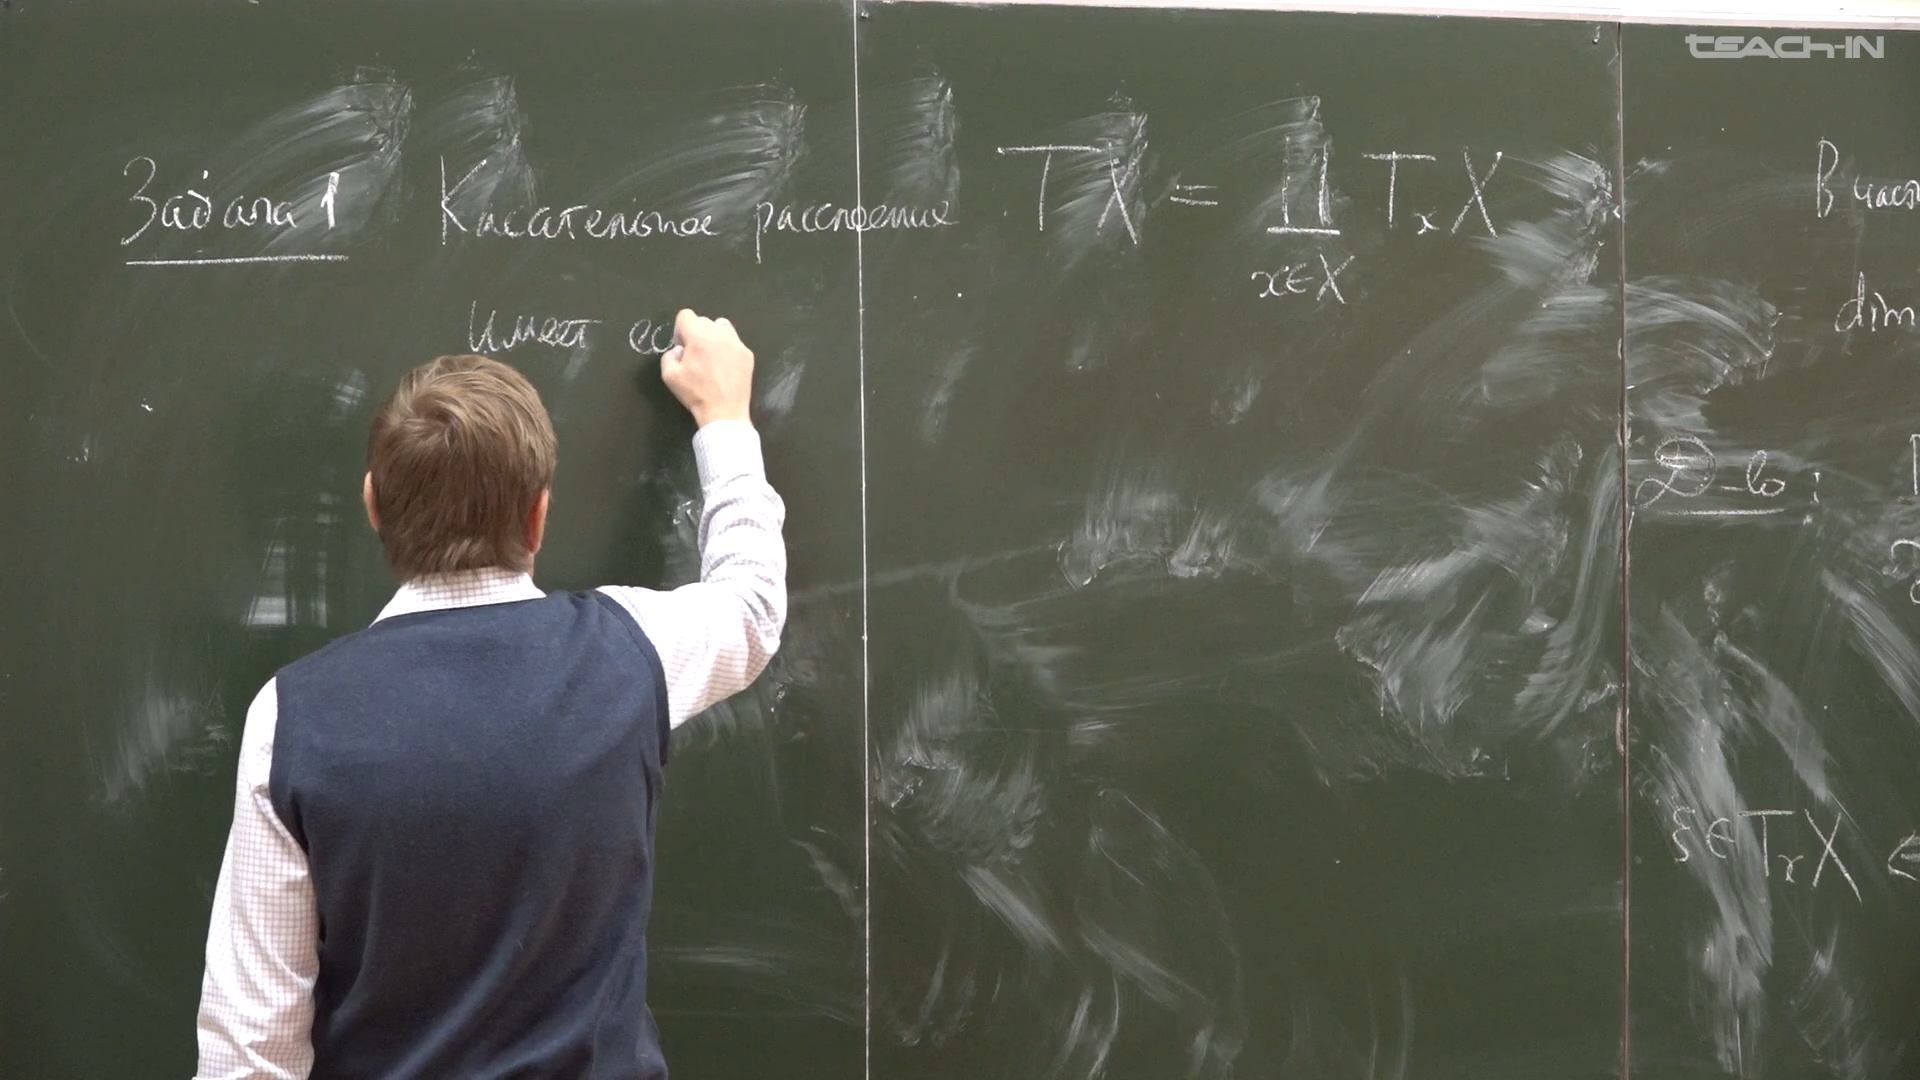 TEACH-IN
Задача 1 Касательное расслоение TX = ∐ TₓX
x∈X
имеет ес
В част
dim
Д-во:
ξ∈TₓX ∈